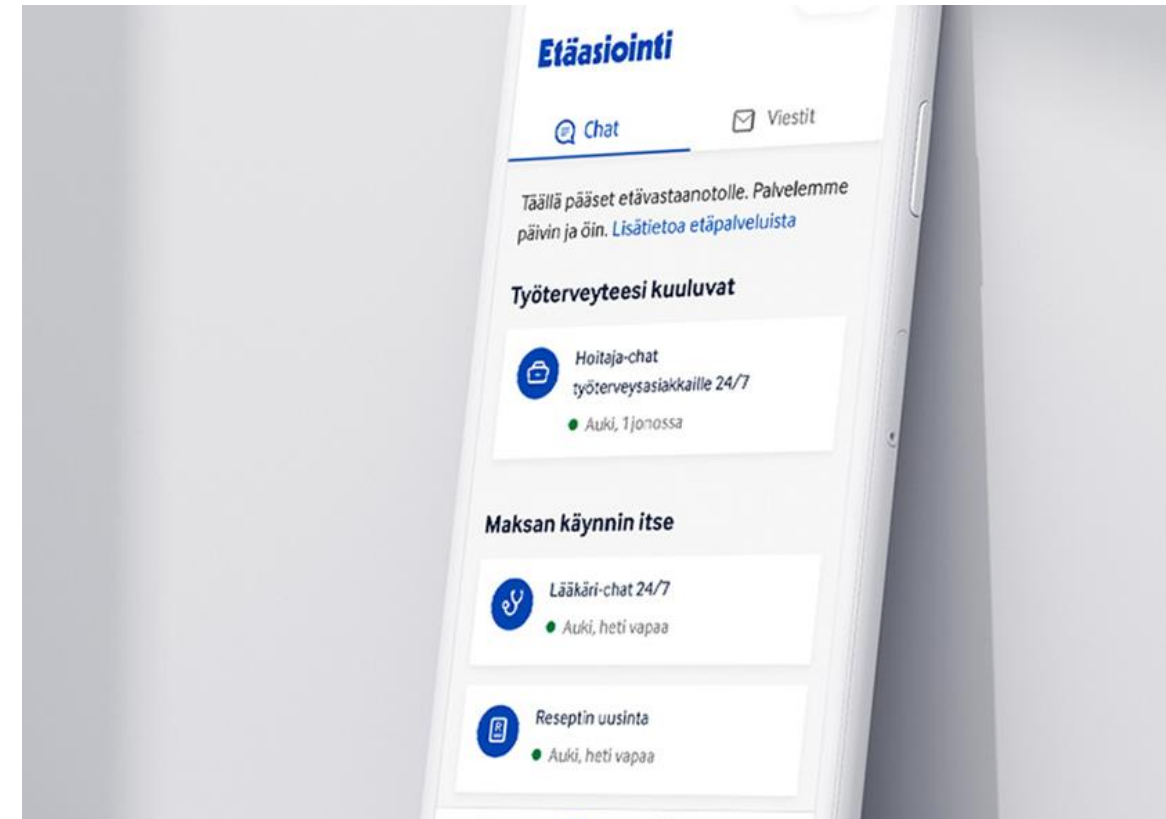 Etäasiointi
Chat
Viestit
Täällä pääset etävastaanotolle. Palvelemme
päivin ja öin. Lisätietoa etäpalveluista
Työterveyteesi kuuluvat
Hoitaja-chat
työterveysasiakkaille 24/7
Auki, 1 jonossa
Maksan käynnin itse
Lääkäri-chat 24/7
Auki, heti vapaa
Reseptin uusinta
Auki, heti vapaa